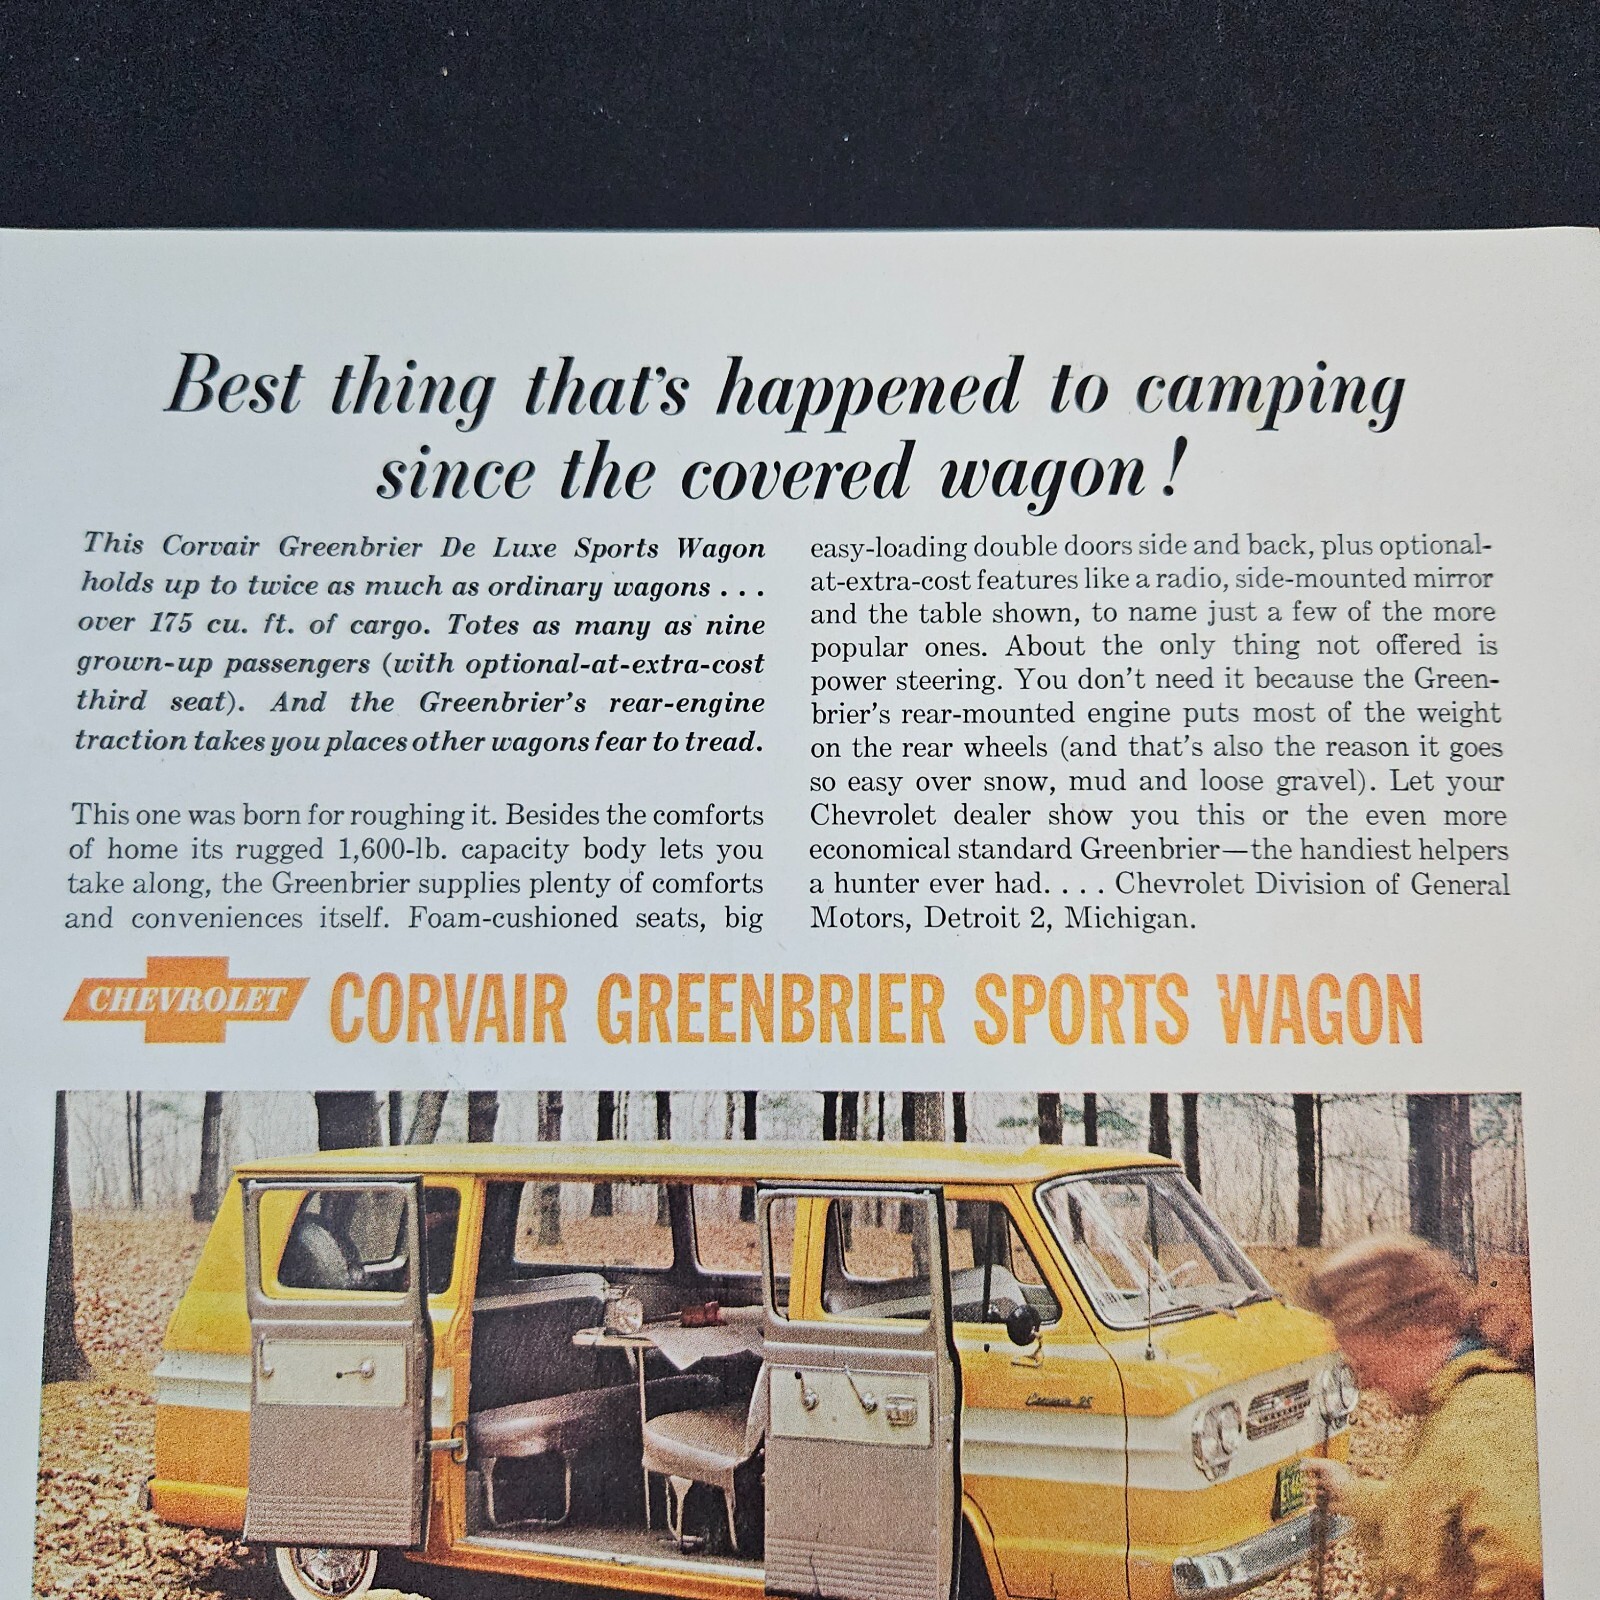 Best thing that's happened to camping
since the covered wagon!
This Corvair Greenbrier De Luxe Sports Wagon
holds up to twice as much as ordinary wagons . . .
over 175 cu. ft. of cargo. Totes as many as nine
grown-up passengers (with optional-at-extra-cost
third seat). And the Greenbrier's rear-engine
traction takes you places other wagons fear to tread.
This one was born for roughing it. Besides the comforts
of home its rugged 1,600-lb. capacity body lets you
take along, the Greenbrier supplies plenty of comforts
and conveniences itself. Foam-cushioned seats, big
easy-loading double doors side and back, plus optional-
at-extra-cost features like a radio, side-mounted mirror
and the table shown, to name just a few of the more
popular ones. About the only thing not offered is
power steering. You don't need it because the Green-
brier's rear-mounted engine puts most of the weight
on the rear wheels (and that's also the reason it goes
so easy over snow, mud and loose gravel). Let your
Chevrolet dealer show you this or the even more
economical standard Greenbrier—the handiest helpers
a hunter ever had. . . . Chevrolet Division of General
Motors, Detroit 2, Michigan.
CHEVROLET CORVAIR GREENBRIER SPORTS WAGON
Corvair 95